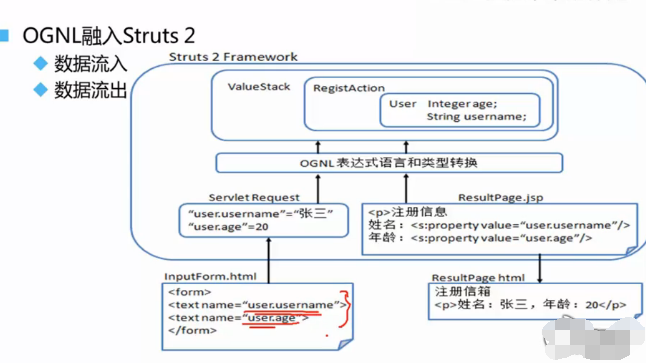 OGNL融入Struts 2
数据流入
数据流出
Struts 2 Framework
ValueStack
RegistAction
User Integer age;
String username;
OGNL 表达式语言和类型转换
Servlet Request
"user.username"="张三"
"user.age"=20
ResultPage.jsp
<p>注册信息
姓名：<s:property value="user.username"/>
年龄：<s:property value="user.age"/>
InputForm.html
<form>
<text name="user.username">
<text name="user.age">
</form>
ResultPage html
注册信箱
<p>姓名：张三，年龄：20</p>